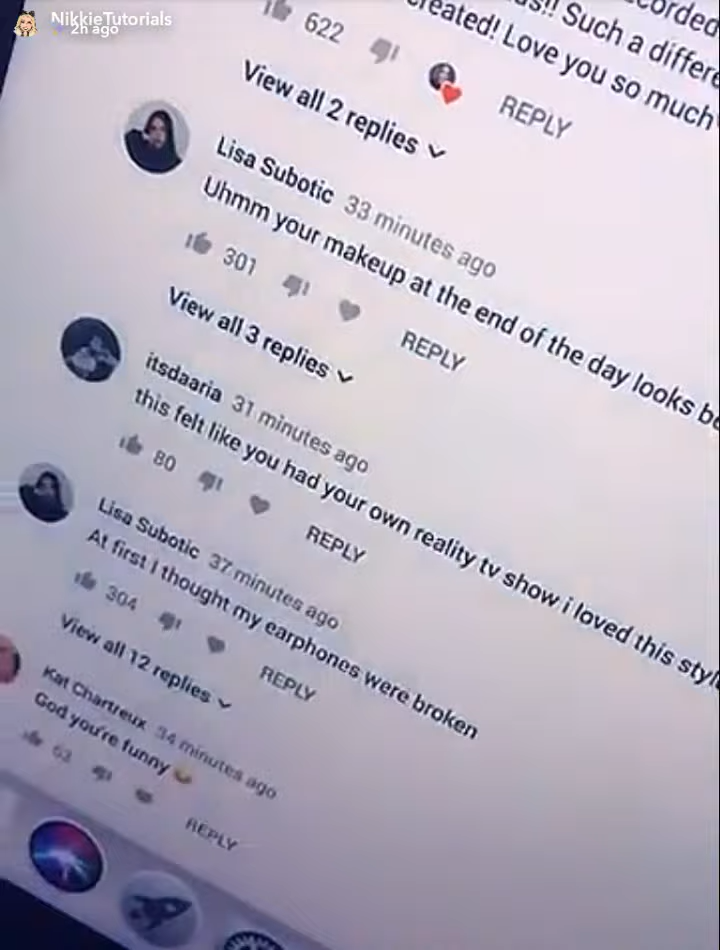 NikkieTutorials
2h ago
Such a differe
created! Love you so much
622
REPLY
View all 2 replies
Lisa Subotic 33 minutes ago
Uhmm your makeup at the end of the day looks be
301
REPLY
View all 3 replies
itsdaaria 31 minutes ago
this felt like you had your own reality tv show i loved this styl
80
REPLY
Lisa Subotic 37 minutes ago
At first I thought my earphones were broken
304
REPLY
View all 12 replies
Kat Chartreux 34 minutes ago
God you're funny
REPLY